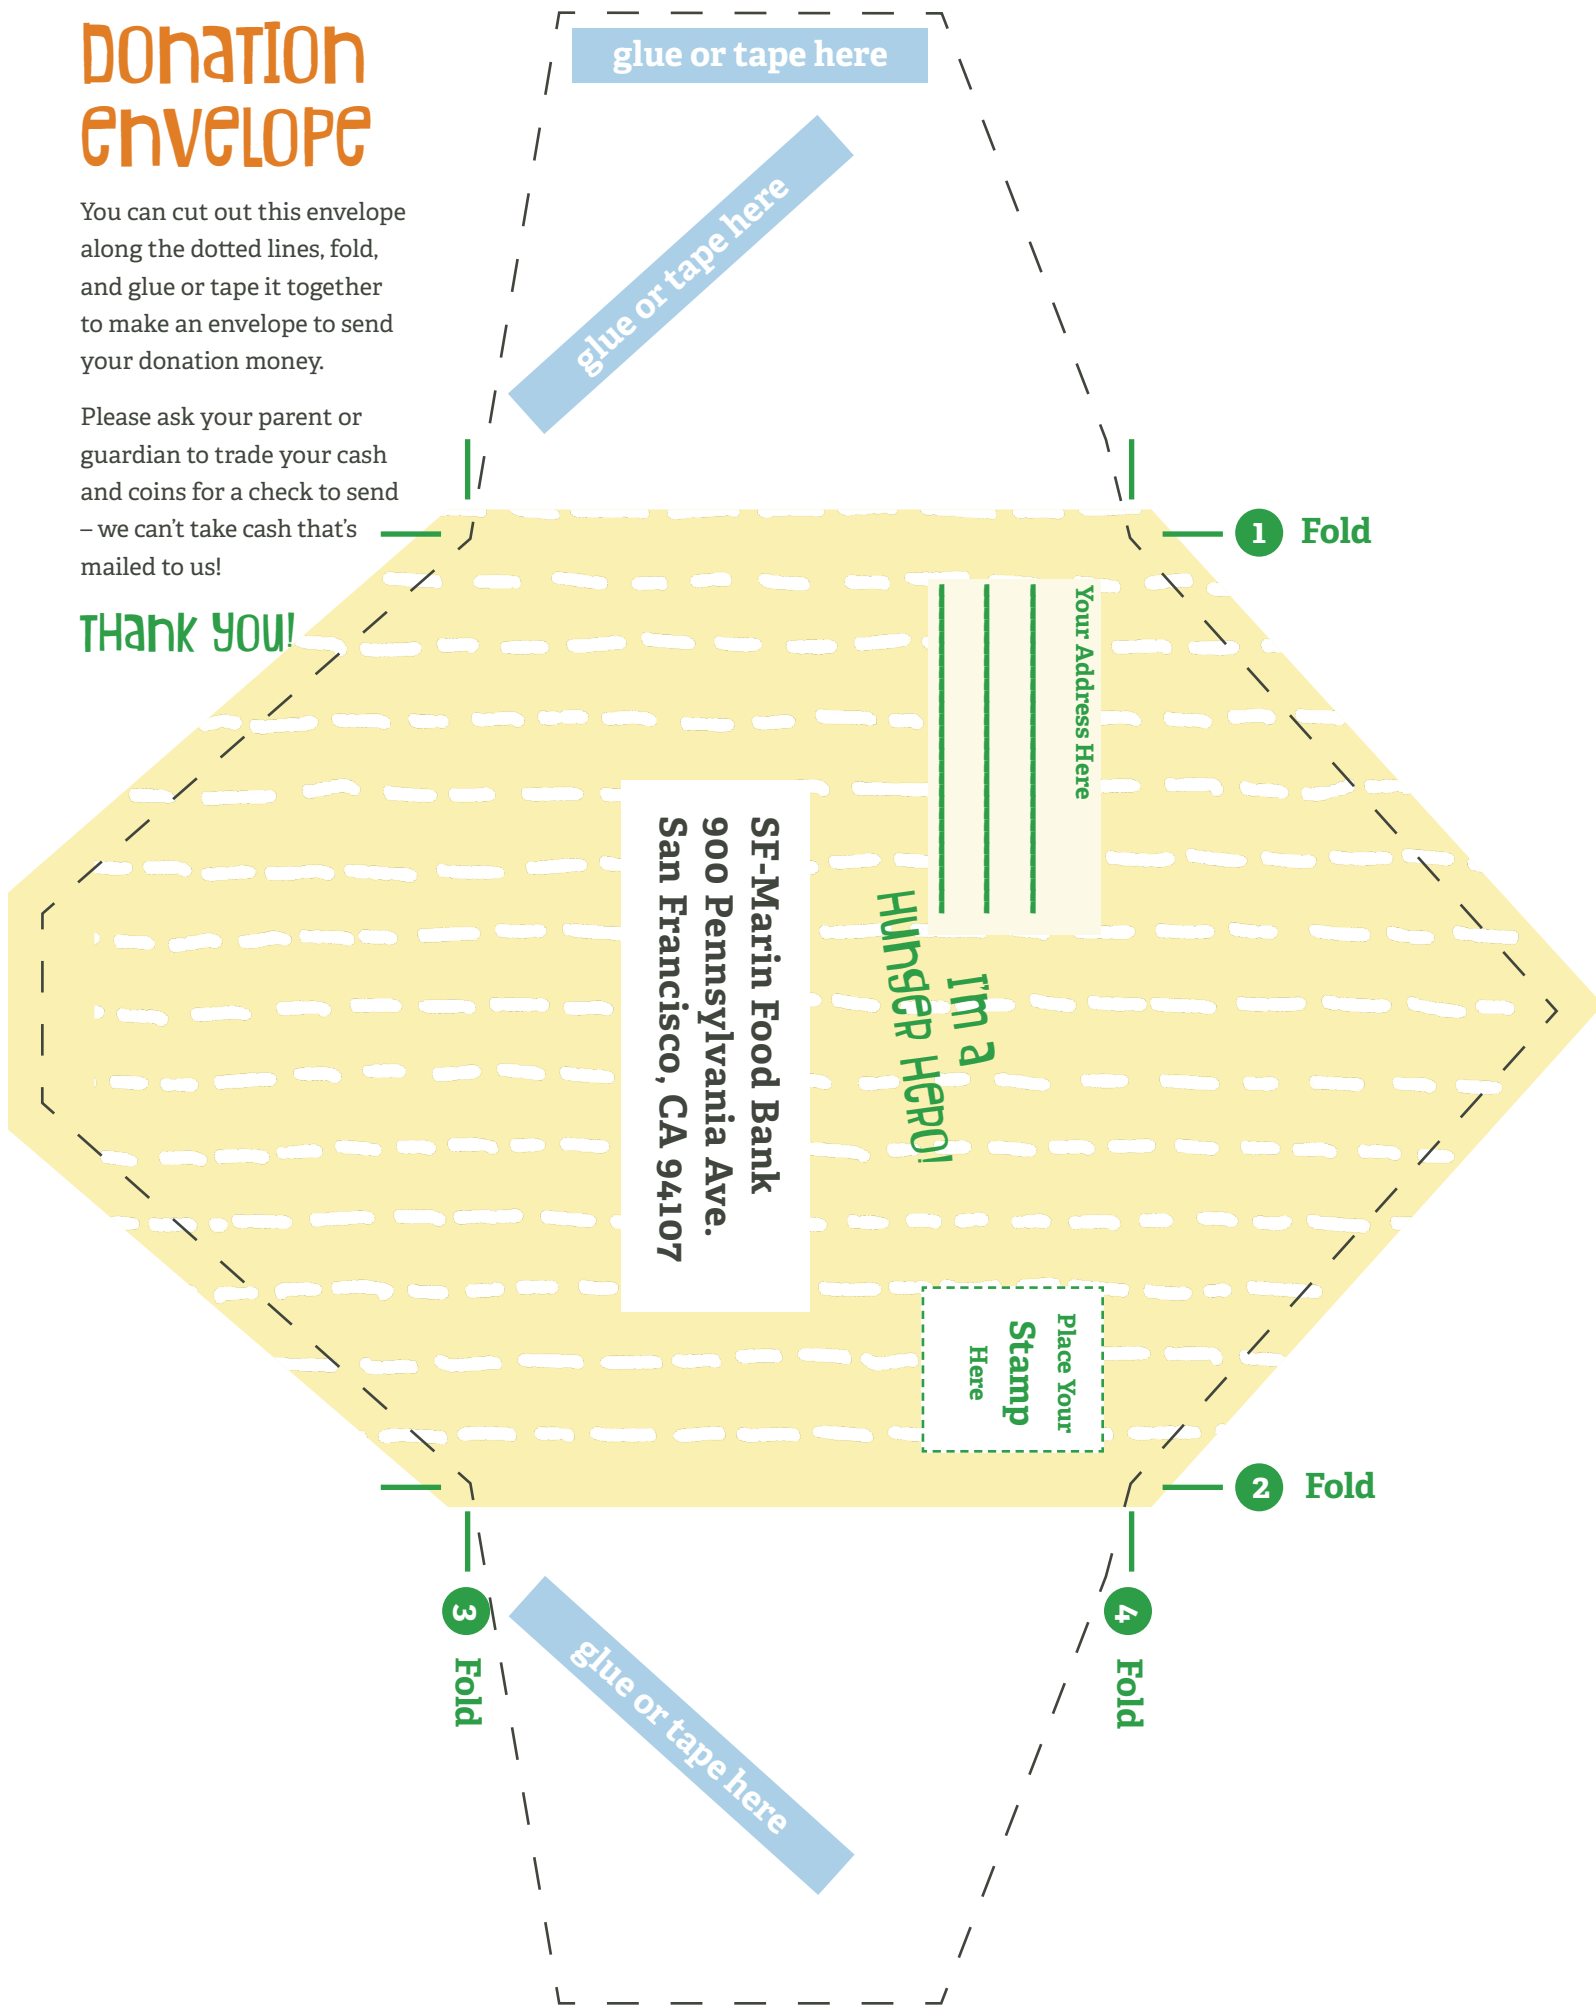 Donation
envelope
You can cut out this envelope
along the dotted lines, fold,
and glue or tape it together
to make an envelope to send
your donation money.
Please ask your parent or
guardian to trade your cash
and coins for a check to send
– we can't take cash that's
mailed to us!
Thank you!
glue or tape here
glue or tape here
1 Fold
Your Address Here
SF-Marin Food Bank
900 Pennsylvania Ave.
San Francisco, CA 94107
I'm a
Hunger Hero!
Place Your
Stamp
Here
2 Fold
3 Fold
4 Fold
glue or tape here